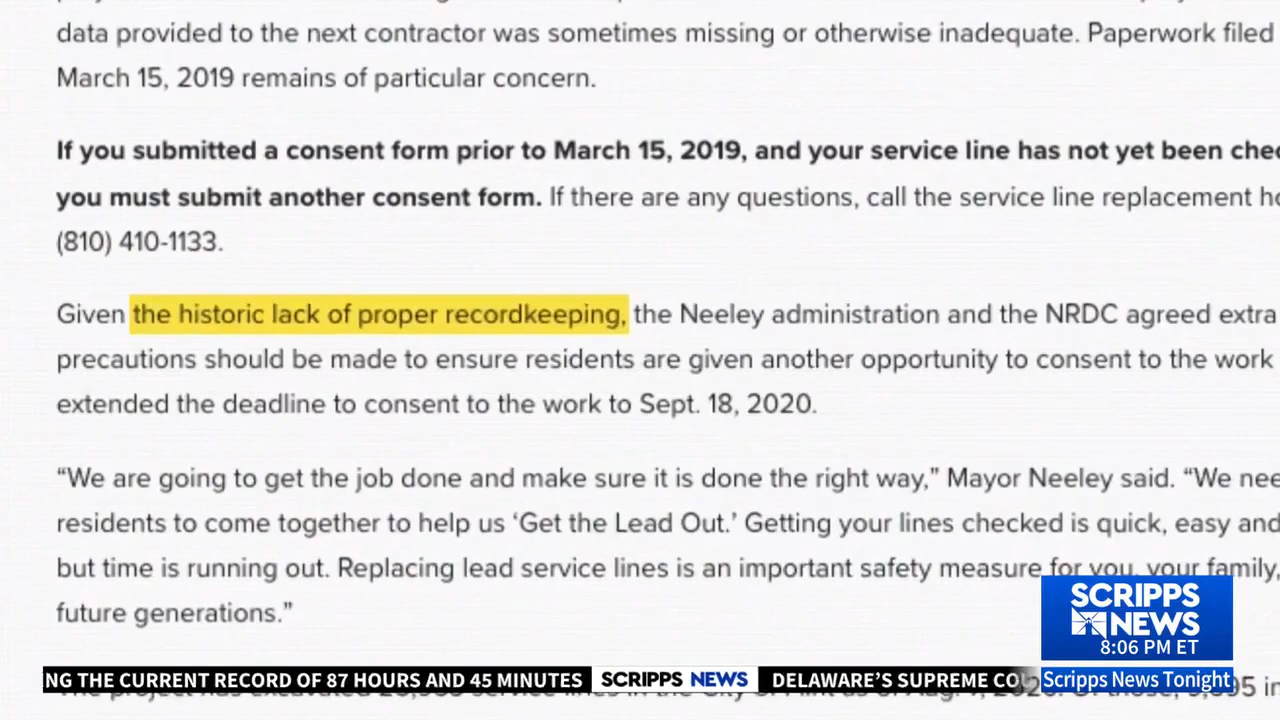 data provided to the next contractor was sometimes missing or otherwise inadequate. Paperwork filed
March 15, 2019 remains of particular concern.
If you submitted a consent form prior to March 15, 2019, and your service line has not yet been chec
you must submit another consent form. If there are any questions, call the service line replacement ho
(810) 410-1133.
Given the historic lack of proper recordkeeping, the Neeley administration and the NRDC agreed extra
precautions should be made to ensure residents are given another opportunity to consent to the work
extended the deadline to consent to the work to Sept. 18, 2020.
“We are going to get the job done and make sure it is done the right way,” Mayor Neeley said. “We nee
residents to come together to help us ‘Get the Lead Out.’ Getting your lines checked is quick, easy and
but time is running out. Replacing lead service lines is an important safety measure for you, your family,
future generations.”
SCRIPPS
NEWS
8:06 PM ET
NG THE CURRENT RECORD OF 87 HOURS AND 45 MINUTES SCRIPPS NEWS DELAWARE’S SUPREME CO
Scripps News Tonight